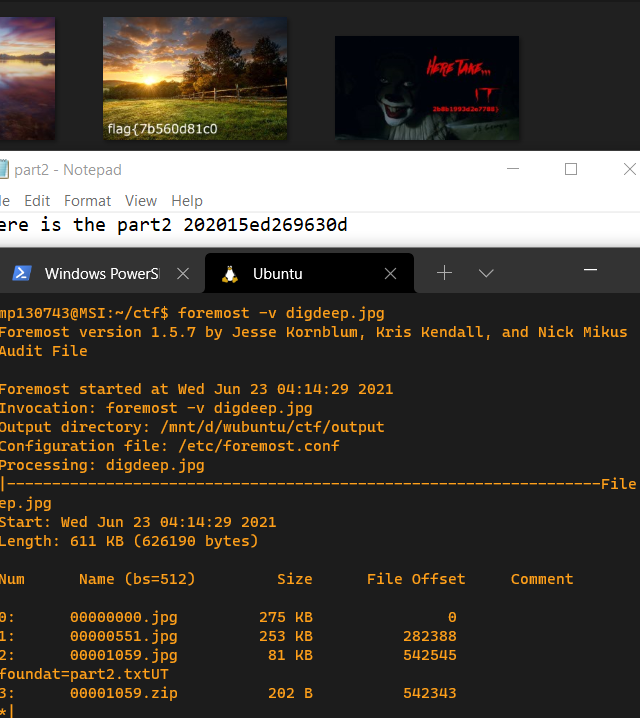 flag{7b560d81c0
HERE TAKE...
IT
part2 - Notepad
le Edit Format View Help
ere is the part2 202015ed269630d
Windows PowerS
Ubuntu
mp130743@MSI:~/ctf$ foremost -v digdeep.jpg
Foremost version 1.5.7 by Jesse Kornblum, Kris Kendall, and Nick Mikus
Audit File
Foremost started at Wed Jun 23 04:14:29 2021
Invocation: foremost -v digdeep.jpg
Output directory: /mnt/d/wubuntu/ctf/output
Configuration file: /etc/foremost.conf
Processing: digdeep.jpg
|------------------------------------------------------------------File
ep.jpg
Start: Wed Jun 23 04:14:29 2021
Length: 611 KB (626190 bytes)
Num Name (bs=512) Size File Offset Comment
0: 00000000.jpg 275 KB 0
1: 00000551.jpg 253 KB 282388
2: 00001059.jpg 81 KB 542545
foundat=part2.txtUT
3: 00001059.zip 202 B 542343
*|